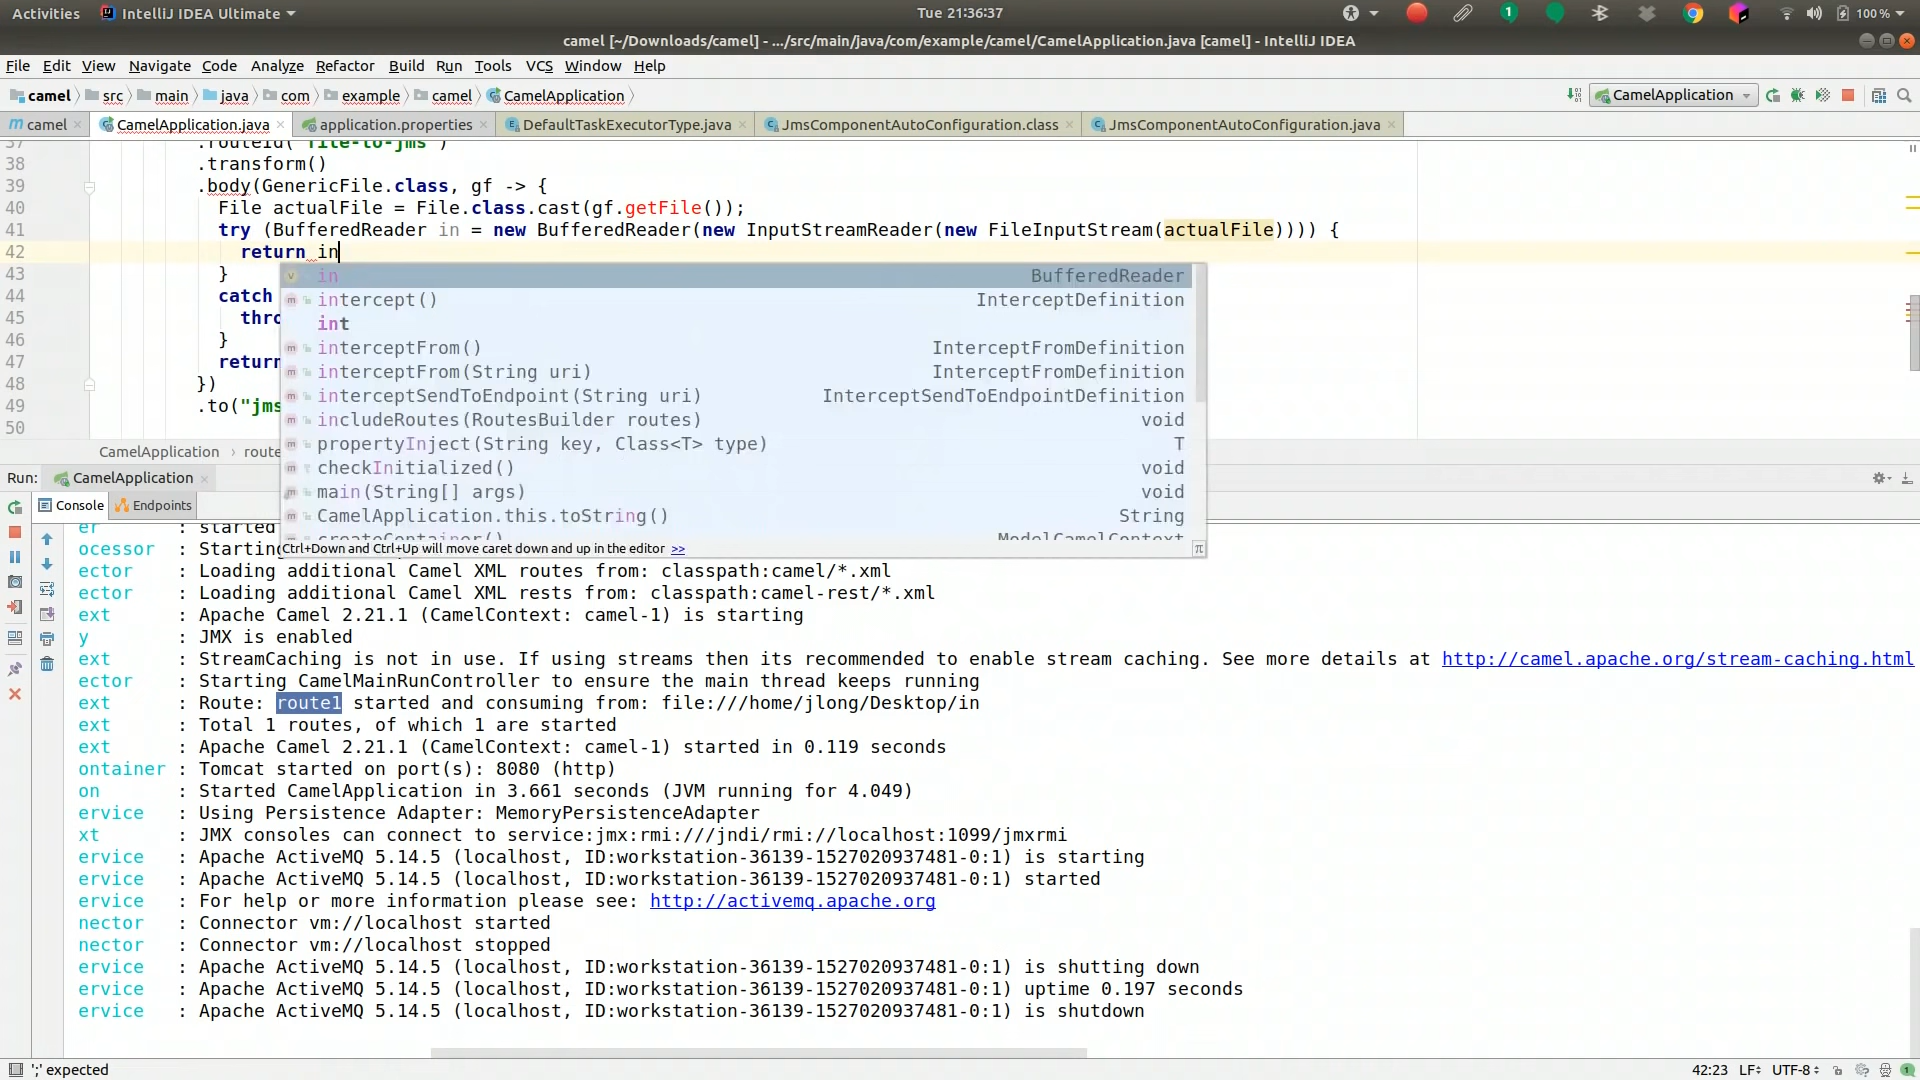 Activities IntelliJ IDEA Ultimate Tue 21:36:37 1 100 %
camel [~/Downloads/camel] - .../src/main/java/com/example/camel/CamelApplication.java [camel] - IntelliJ IDEA
File Edit View Navigate Code Analyze Refactor Build Run Tools VCS Window Help
camel src main java com example camel CamelApplication CamelApplication
camel CamelApplication.java application.properties DefaultTaskExecutorType.java JmsComponentAutoConfiguration.class JmsComponentAutoConfiguration.java
37 .routeId("file-to-jms")
38 .transform()
39 .body(GenericFile.class, gf -> {
40 File actualFile = File.class.cast(gf.getFile());
41 try (BufferedReader in = new BufferedReader(new InputStreamReader(new FileInputStream(actualFile)))) {
42 return in
43 }
44 catch
45 thro
46 }
47 return
48 })
49 .to("jms
50
in BufferedReader
intercept() InterceptDefinition
int
interceptFrom() InterceptFromDefinition
interceptFrom(String uri) InterceptFromDefinition
interceptSendToEndpoint(String uri) InterceptSendToEndpointDefinition
includeRoutes(RoutesBuilder routes) void
propertyInject(String key, Class<T> type) T
checkInitialized() void
main(String[] args) void
CamelApplication.this.toString() String
createContainer() ModelCamelContext
Ctrl+Down and Ctrl+Up will move caret down and up in the editor >> π
CamelApplication › route
Run: CamelApplication
Console Endpoints
er : started
ocessor : Starting
ector : Loading additional Camel XML routes from: classpath:camel/*.xml
ector : Loading additional Camel XML rests from: classpath:camel-rest/*.xml
ext : Apache Camel 2.21.1 (CamelContext: camel-1) is starting
y : JMX is enabled
ext : StreamCaching is not in use. If using streams then its recommended to enable stream caching. See more details at http://camel.apache.org/stream-caching.html
ector : Starting CamelMainRunController to ensure the main thread keeps running
ext : Route: route1 started and consuming from: file:///home/jlong/Desktop/in
ext : Total 1 routes, of which 1 are started
ext : Apache Camel 2.21.1 (CamelContext: camel-1) started in 0.119 seconds
ontainer : Tomcat started on port(s): 8080 (http)
on : Started CamelApplication in 3.661 seconds (JVM running for 4.049)
ervice : Using Persistence Adapter: MemoryPersistenceAdapter
xt : JMX consoles can connect to service:jmx:rmi:///jndi/rmi://localhost:1099/jmxrmi
ervice : Apache ActiveMQ 5.14.5 (localhost, ID:workstation-36139-1527020937481-0:1) is starting
ervice : Apache ActiveMQ 5.14.5 (localhost, ID:workstation-36139-1527020937481-0:1) started
ervice : For help or more information please see: http://activemq.apache.org
nector : Connector vm://localhost started
nector : Connector vm://localhost stopped
ervice : Apache ActiveMQ 5.14.5 (localhost, ID:workstation-36139-1527020937481-0:1) is shutting down
ervice : Apache ActiveMQ 5.14.5 (localhost, ID:workstation-36139-1527020937481-0:1) uptime 0.197 seconds
ervice : Apache ActiveMQ 5.14.5 (localhost, ID:workstation-36139-1527020937481-0:1) is shutdown
';' expected 42:23 LF UTF-8 1